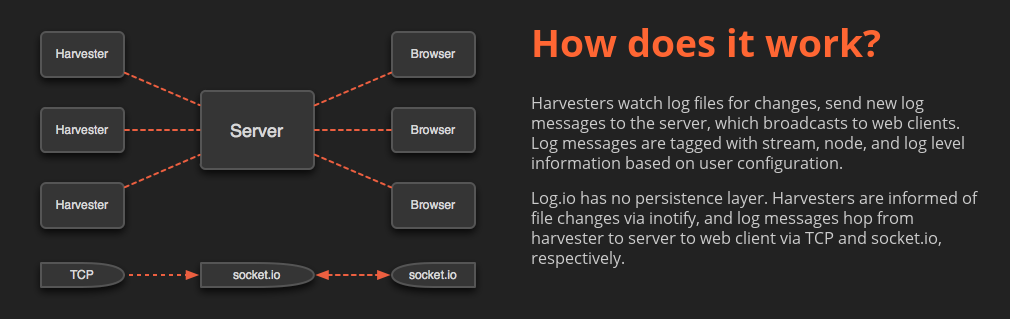 Harvester
Browser
Harvester
Server
Browser
Harvester
Browser
TCP
socket.io
socket.io
How does it work?
Harvesters watch log files for changes, send new log
messages to the server, which broadcasts to web clients.
Log messages are tagged with stream, node, and log level
information based on user configuration.
Log.io has no persistence layer. Harvesters are informed of
file changes via inotify, and log messages hop from
harvester to server to web client via TCP and socket.io,
respectively.